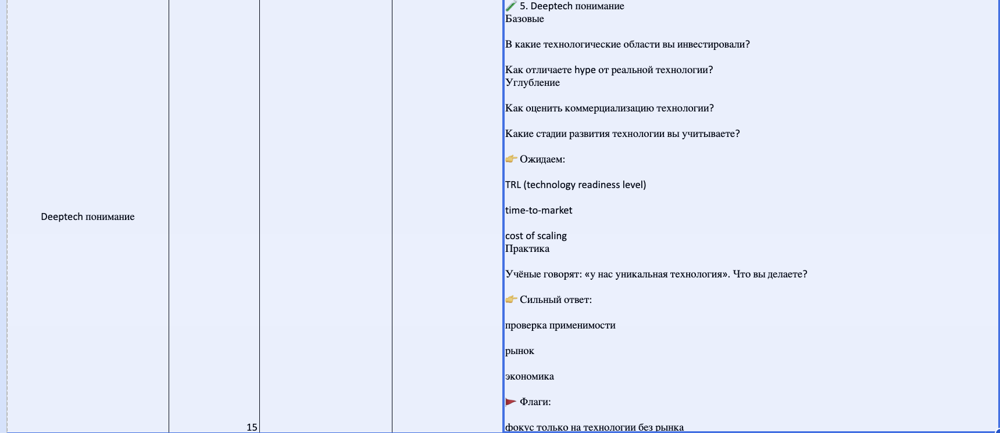 Deeptech понимание
15
🧪 5. Deeptech понимание
Базовые
В какие технологические области вы инвестировали?
Как отличаете hype от реальной технологии?
Углубление
Как оценить коммерциализацию технологии?
Какие стадии развития технологии вы учитываете?
👉 Ожидаем:
TRL (technology readiness level)
time-to-market
cost of scaling
Практика
Учёные говорят: «у нас уникальная технология». Что вы делаете?
👉 Сильный ответ:
проверка применимости
рынок
экономика
🚩 Флаги:
фокус только на технологии без рынка